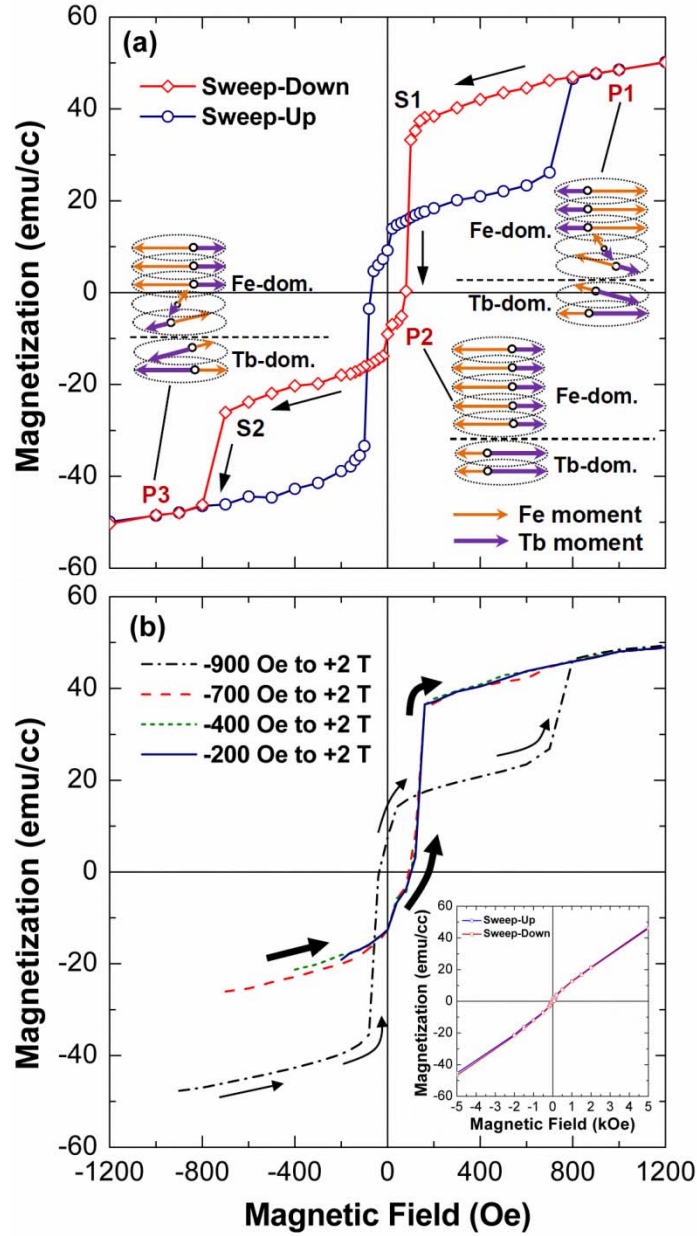 (a)
Sweep-Down
Sweep-Up
S1
P1
Fe-dom.
Tb-dom.
Fe-dom.
Tb-dom.
P2
Fe-dom.
Tb-dom.
S2
P3
Fe moment
Tb moment
60
40
20
0
-20
-40
-60
Magnetization (emu/cc)
(b)
-900 Oe to +2 T
-700 Oe to +2 T
-400 Oe to +2 T
-200 Oe to +2 T
60
40
20
0
-20
-40
-60
Magnetization (emu/cc)
Sweep-Up
Sweep-Down
60
40
20
0
-20
-40
-60
Magnetization (emu/cc)
-5 -4 -3 -2 -1 0 1 2 3 4 5
Magnetic Field (kOe)
-1200 -800 -400 0 400 800 1200
Magnetic Field (Oe)